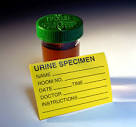 URINE SPECIMEN
NAME
ROOM NO.
DATE TIME
DOCTOR
INSTRUCTIONS